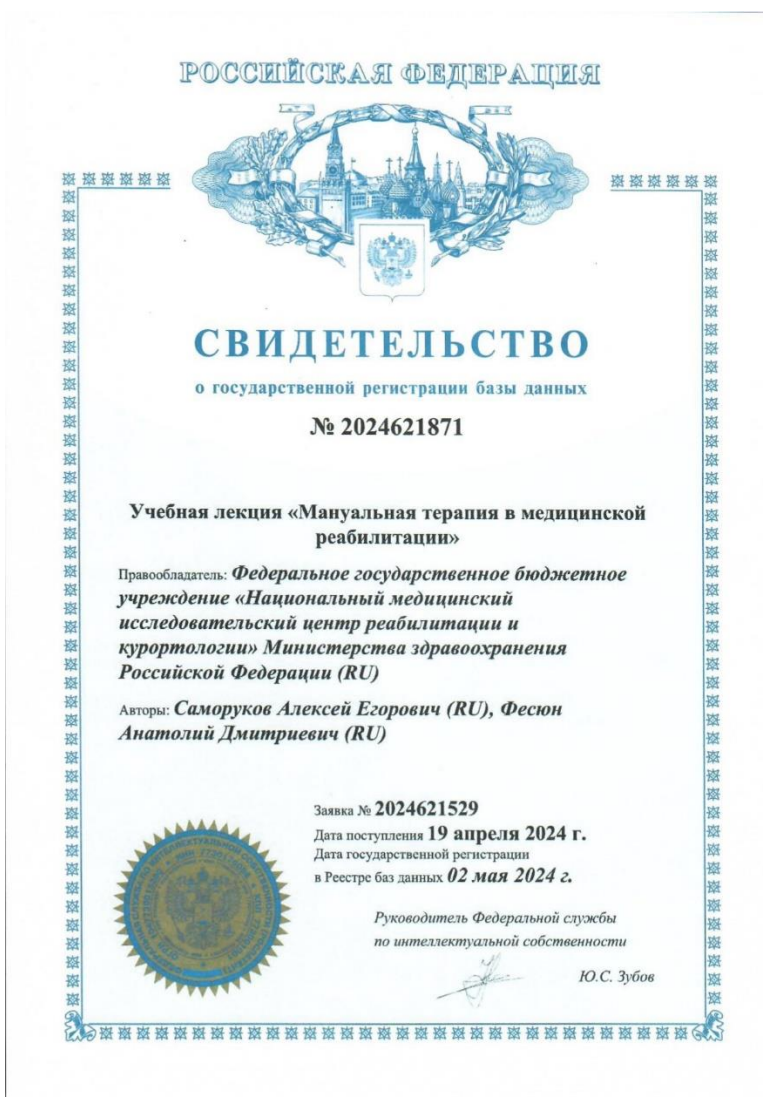 РОССИЙСКАЯ ФЕДЕРАЦИЯ
СВИДЕТЕЛЬСТВО
о государственной регистрации базы данных
№ 2024621871
Учебная лекция «Мануальная терапия в медицинской
реабилитации»
Правообладатель: Федеральное государственное бюджетное
учреждение «Национальный медицинский
исследовательский центр реабилитации и
курортологии» Министерства здравоохранения
Российской Федерации (RU)
Авторы: Саморуков Алексей Егорович (RU), Фесюн
Анатолий Дмитриевич (RU)
Заявка № 2024621529
Дата поступления 19 апреля 2024 г.
Дата государственной регистрации
в Реестре баз данных 02 мая 2024 г.
Руководитель Федеральной службы
по интеллектуальной собственности
Ю.С. Зубов